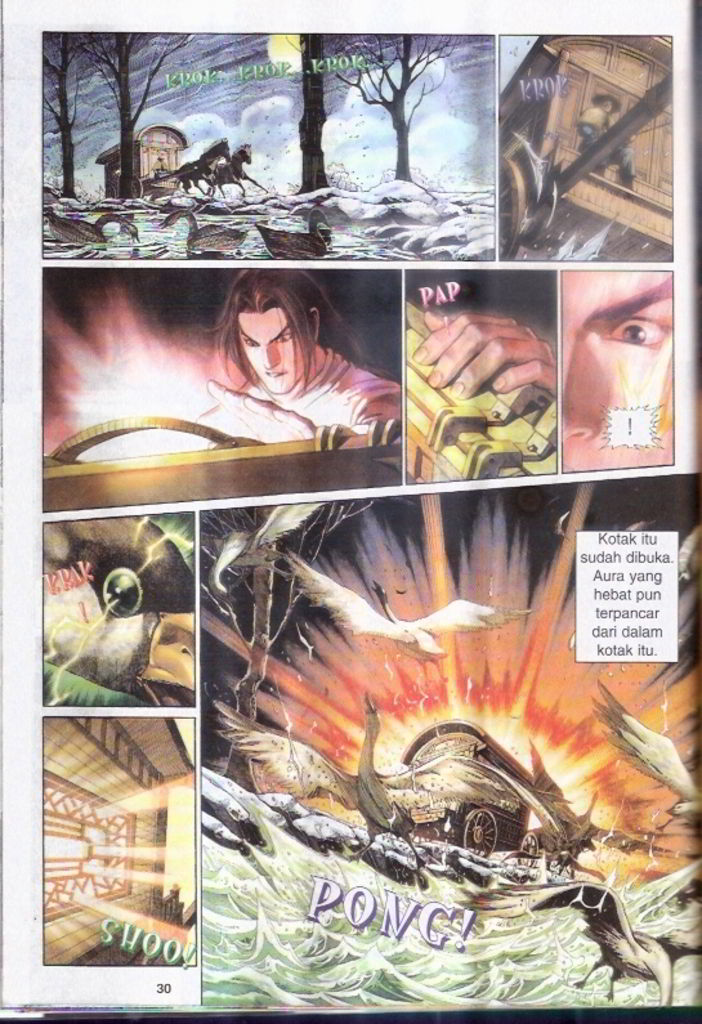 KROK...KROK...KROK...
KROK
PAP
!
KRAK
!
Kotak itu
sudah dibuka.
Aura yang
hebat pun
terpancar
dari dalam
kotak itu.
SHOO!
PONG!
30